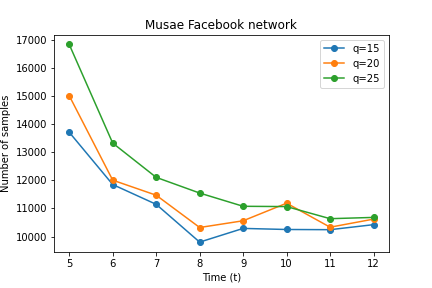 Musae Facebook network
17000
16000
15000
14000
13000
12000
11000
10000
Number of samples
q=15
q=20
q=25
5 6 7 8 9 10 11 12
Time (t)